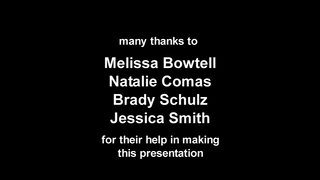 many thanks to
Melissa Bowtell
Natalie Comas
Brady Schulz
Jessica Smith
for their help in making
this presentation